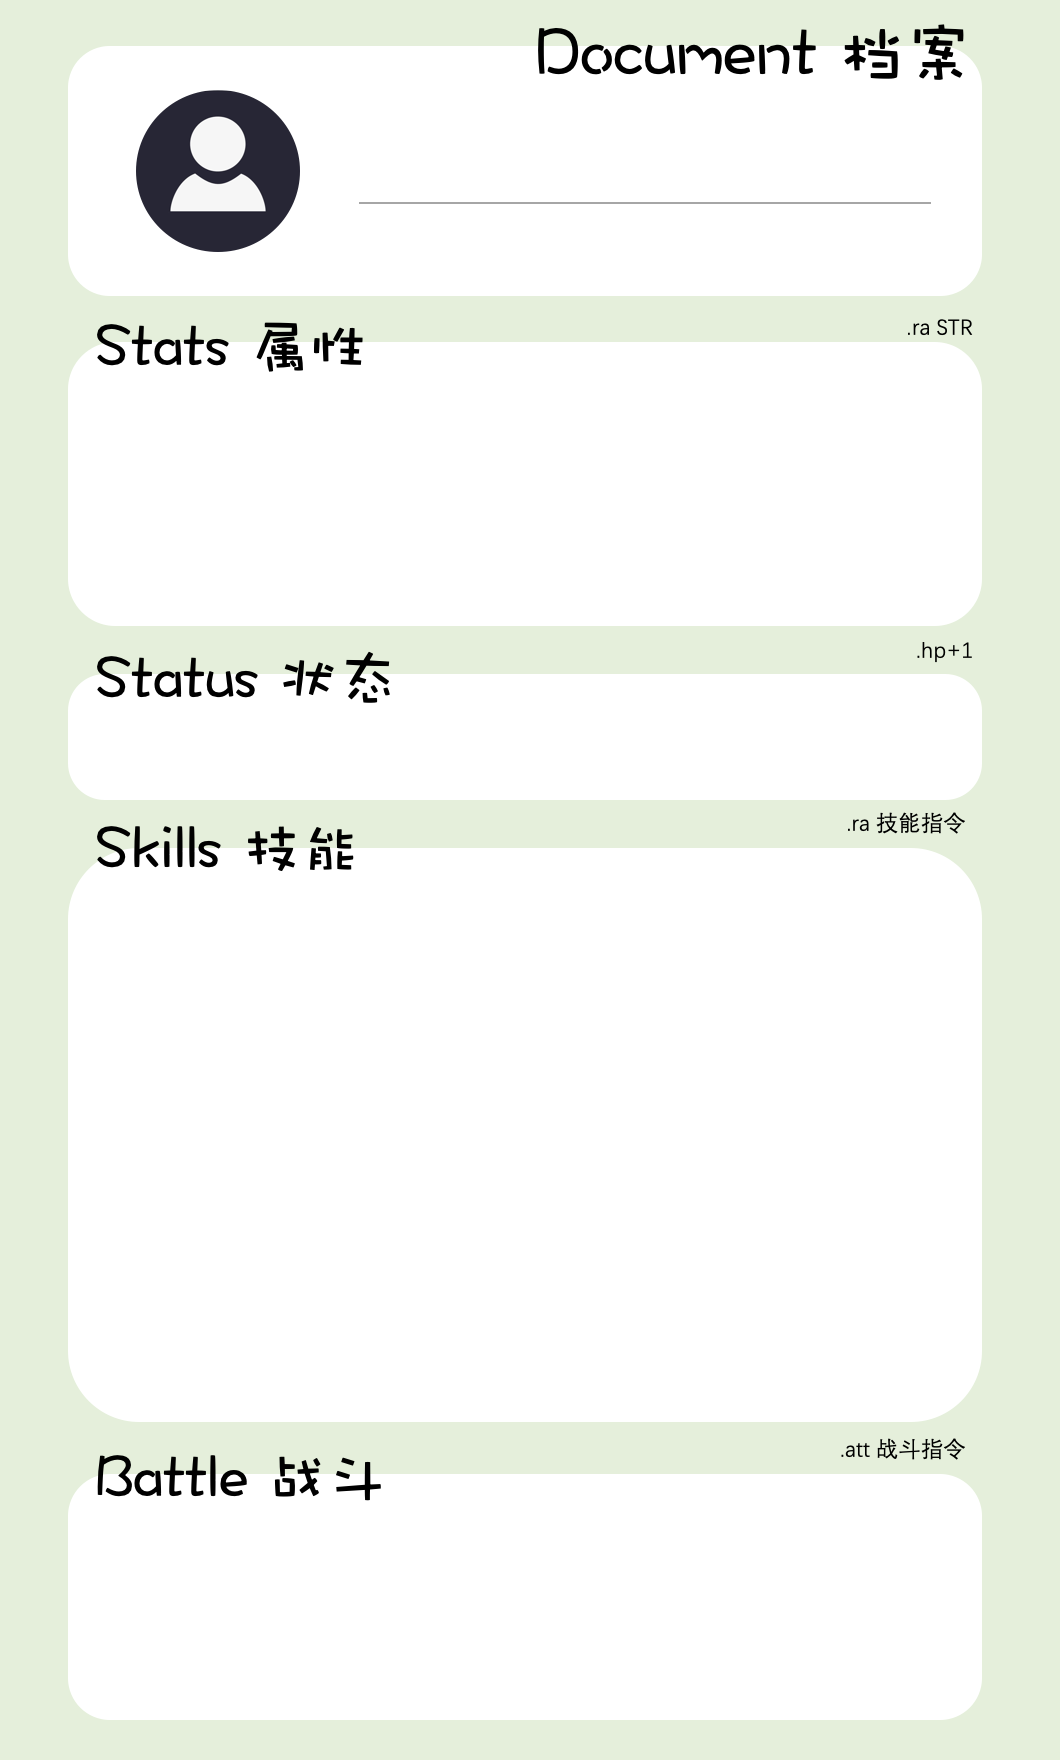 Document 档案
Stats 属性
.ra STR
Status 状态
.hp+1
Skills 技能
.ra 技能指令
Battle 战斗
.att 战斗指令